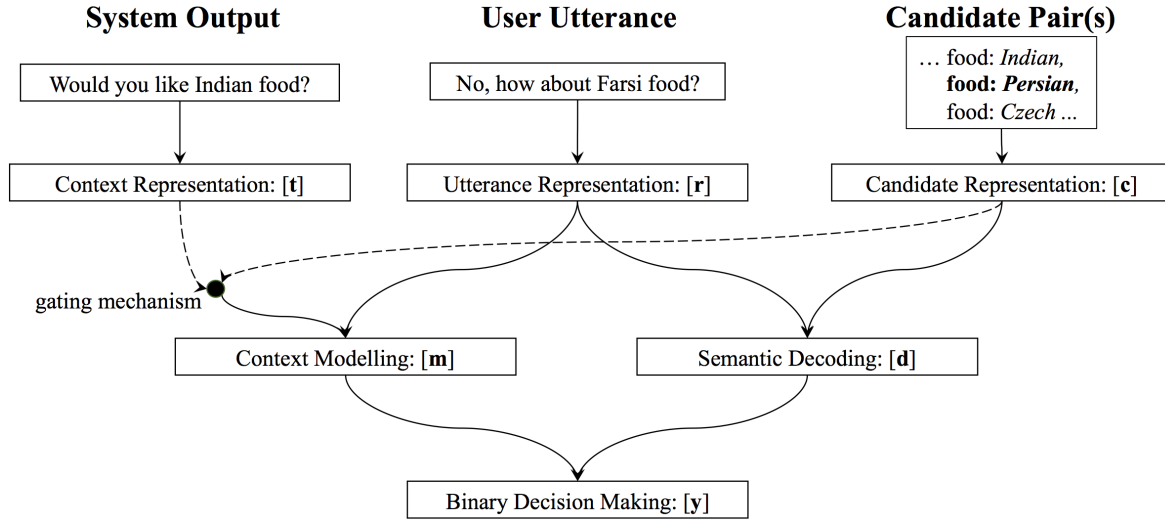 System Output
User Utterance
Candidate Pair(s)
Would you like Indian food?
No, how about Farsi food?
… food: Indian,
food: Persian,
food: Czech ...
Context Representation: [t]
Utterance Representation: [r]
Candidate Representation: [c]
gating mechanism
Context Modelling: [m]
Semantic Decoding: [d]
Binary Decision Making: [y]